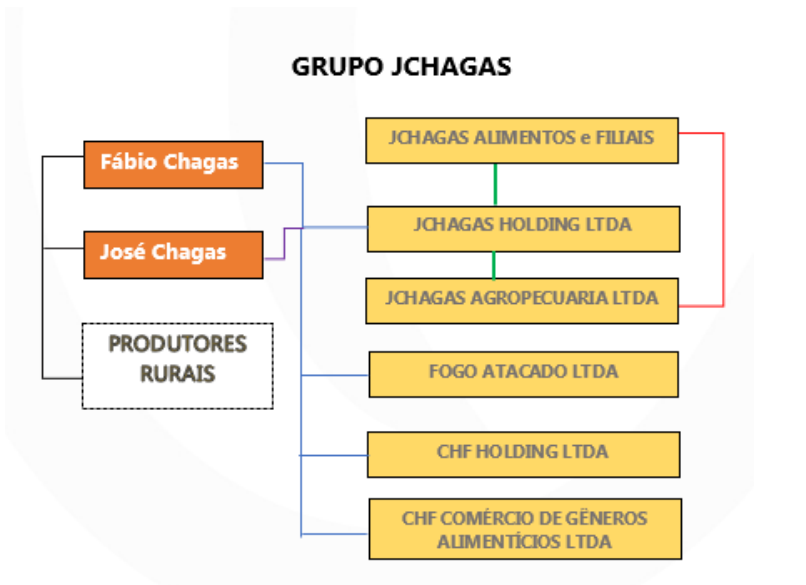 GRUPO JCHAGAS
Fábio Chagas
José Chagas
PRODUTORES
RURAIS
JCHAGAS ALIMENTOS e FILIAIS
JCHAGAS HOLDING LTDA
JCHAGAS AGROPECUARIA LTDA
FOGO ATACADO LTDA
CHF HOLDING LTDA
CHF COMÉRCIO DE GÊNEROS
ALIMENTÍCIOS LTDA